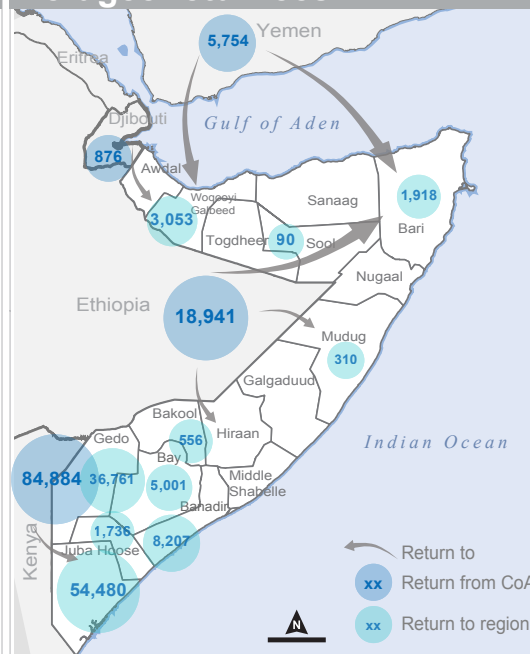 5,754
Yemen
Eritrea
Djibouti
Gulf of Aden
876
Awdal
Woqooyi
Galbeed
3,053
Togdheer
90
Sool
Sanaag
1,918
Bari
Nugaal
Ethiopia
18,941
Mudug
310
Galgaduud
Bakool
Hiraan
556
Gedo
Bay
Indian Ocean
84,884
36,761
5,001
Middle
Shabelle
Banadir
1,736
8,207
Juba Hoose
Kenya
54,480
Return to
xx Return from CoA
xx Return to region
N